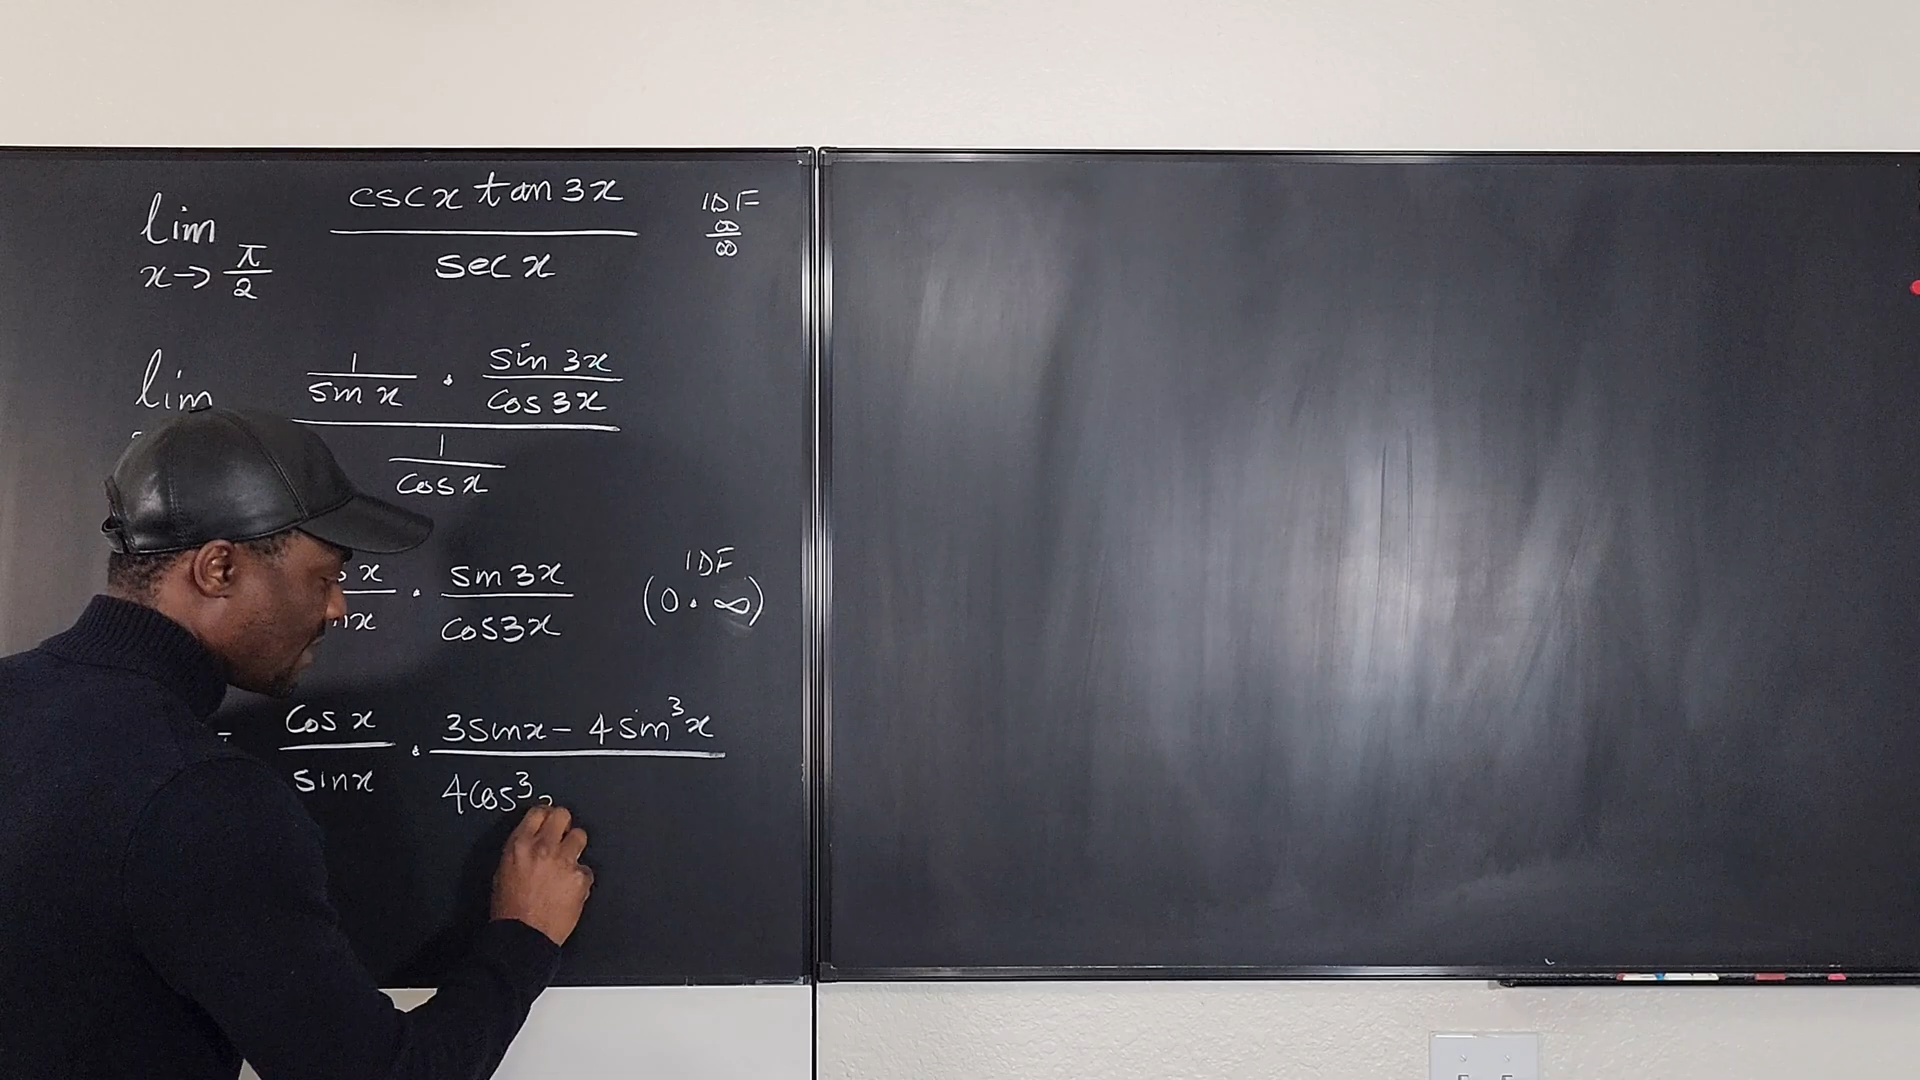 lim x→π/2 csc x tan 3x / sec x IDF ∞/∞
lim 1/sin x · sin 3x/cos 3x / 1/cos x
x/ · sin 3x/cos 3x IDF (0 · ∞)
cos x/sin x · 3 sin x − 4 sin³x / 4 cos³